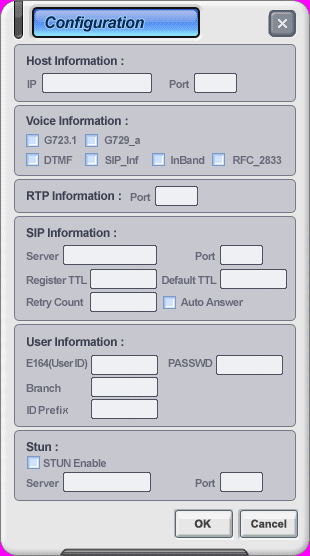 Configuration
Host Information :
IP Port
Voice Information :
G723.1 G729_a
DTMF SIP_Inf InBand RFC_2833
RTP Information : Port
SIP Information :
Server Port
Register TTL Default TTL
Retry Count Auto Answer
User Information :
E164(User ID) PASSWD
Branch
ID Prefix
Stun :
STUN Enable
Server Port
OK Cancel